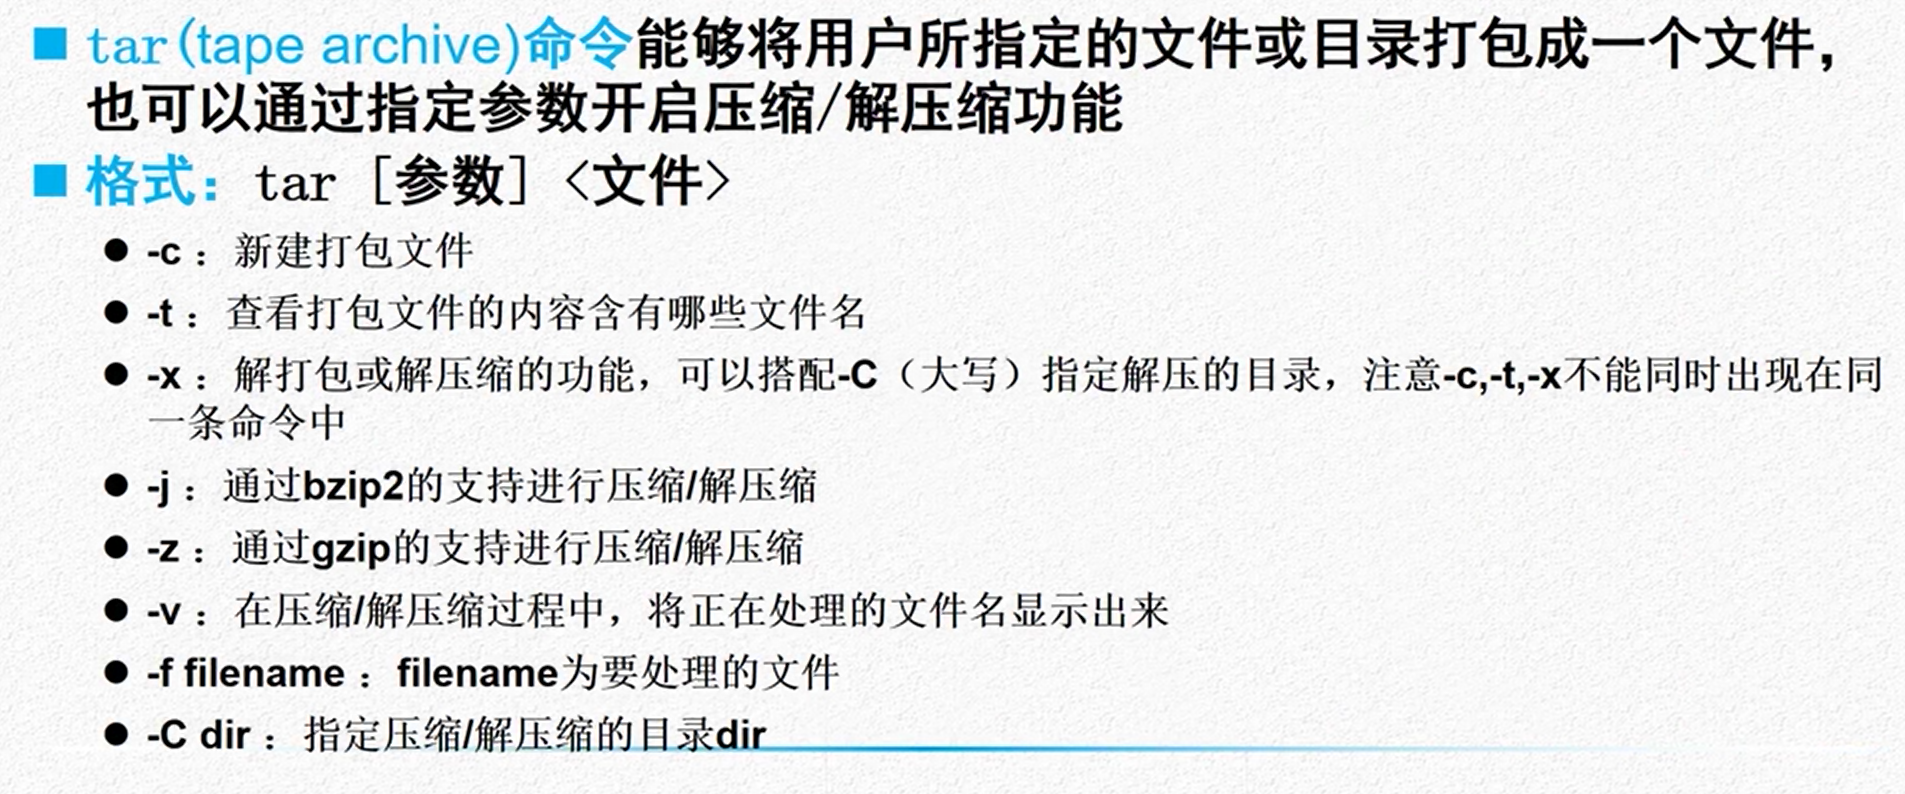 ■ tar(tape archive)命令能够将用户所指定的文件或目录打包成一个文件，
也可以通过指定参数开启压缩/解压缩功能
■ 格式：tar [参数] <文件>
● -c ：新建打包文件
● -t ：查看打包文件的内容含有哪些文件名
● -x ：解打包或解压缩的功能，可以搭配-C（大写）指定解压的目录，注意-c,-t,-x不能同时出现在同
一条命令中
● -j ：通过bzip2的支持进行压缩/解压缩
● -z ：通过gzip的支持进行压缩/解压缩
● -v ：在压缩/解压缩过程中，将正在处理的文件名显示出来
● -f filename ：filename为要处理的文件
● -C dir ：指定压缩/解压缩的目录dir